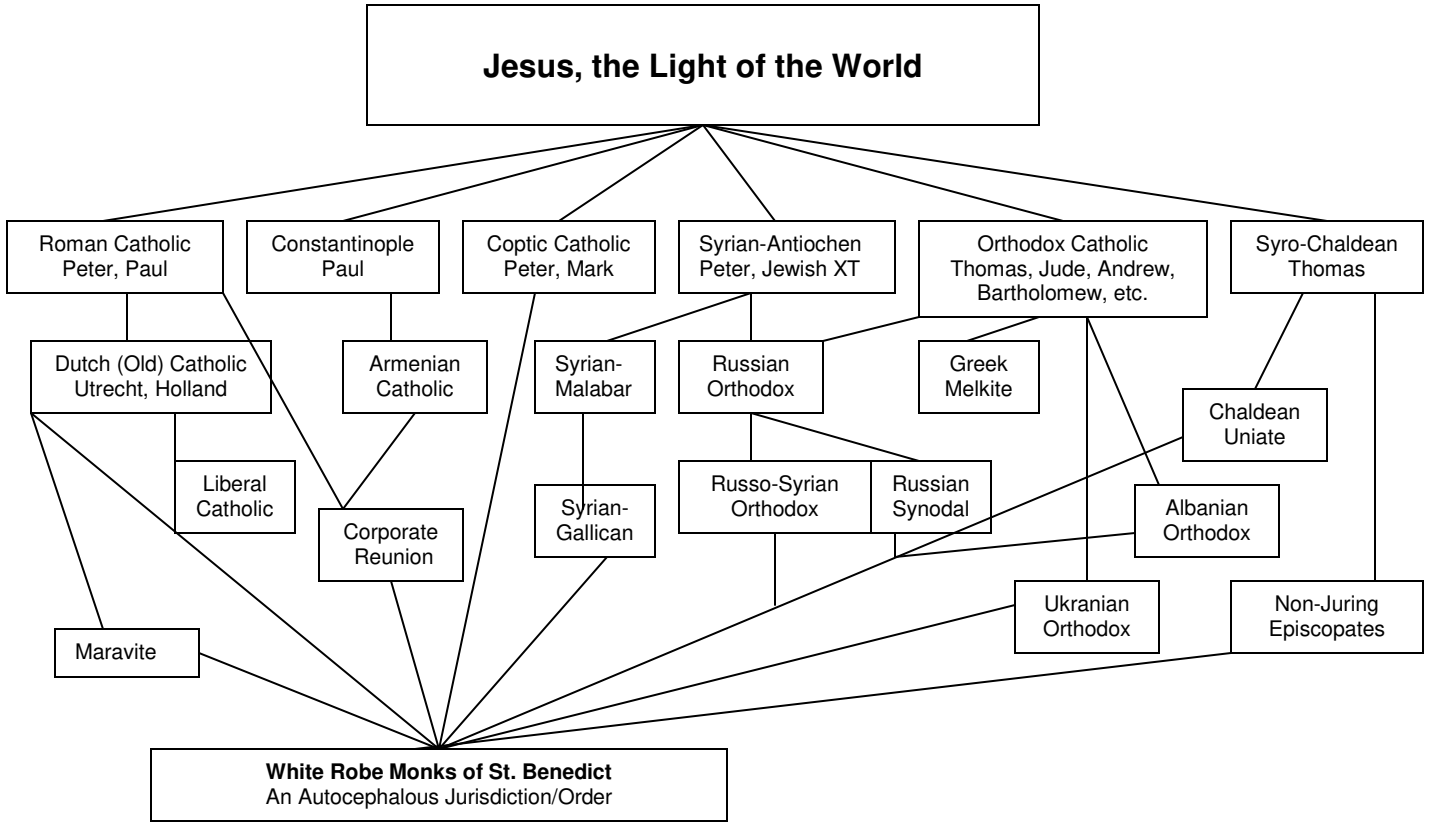 Jesus, the Light of the World
Roman Catholic
Peter, Paul
Constantinople
Paul
Coptic Catholic
Peter, Mark
Syrian-Antiochen
Peter, Jewish XT
Orthodox Catholic
Thomas, Jude, Andrew,
Bartholomew, etc.
Syro-Chaldean
Thomas
Dutch (Old) Catholic
Utrecht, Holland
Armenian
Catholic
Syrian-
Malabar
Russian
Orthodox
Greek
Melkite
Chaldean
Uniate
Liberal
Catholic
Corporate
Reunion
Syrian-
Gallican
Russo-Syrian
Orthodox
Russian
Synodal
Albanian
Orthodox
Maravite
Ukranian
Orthodox
Non-Juring
Episcopates
White Robe Monks of St. Benedict
An Autocephalous Jurisdiction/Order